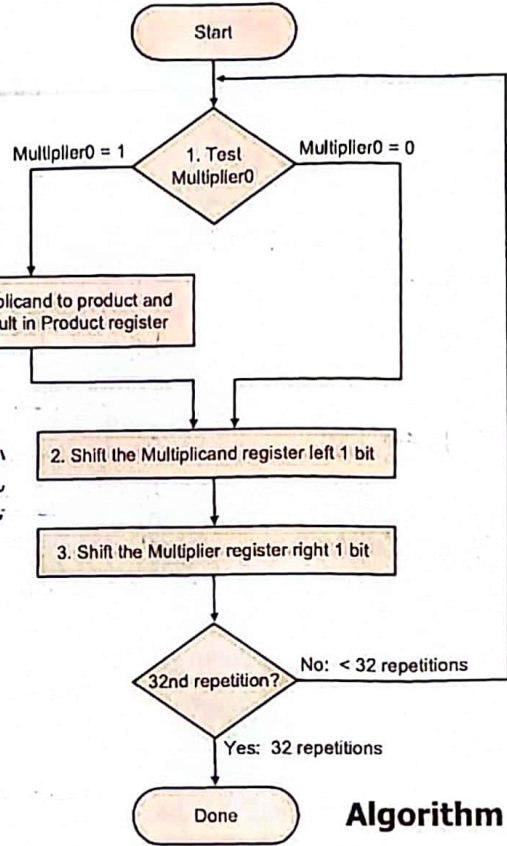 Start
Multiplier0 = 1
1. Test
Multiplier0
Multiplier0 = 0
plicand to product and
ult in Product register
2. Shift the Multiplicand register left 1 bit
3. Shift the Multiplier register right 1 bit
32nd repetition?
No: < 32 repetitions
Yes: 32 repetitions
Done
Algorithm